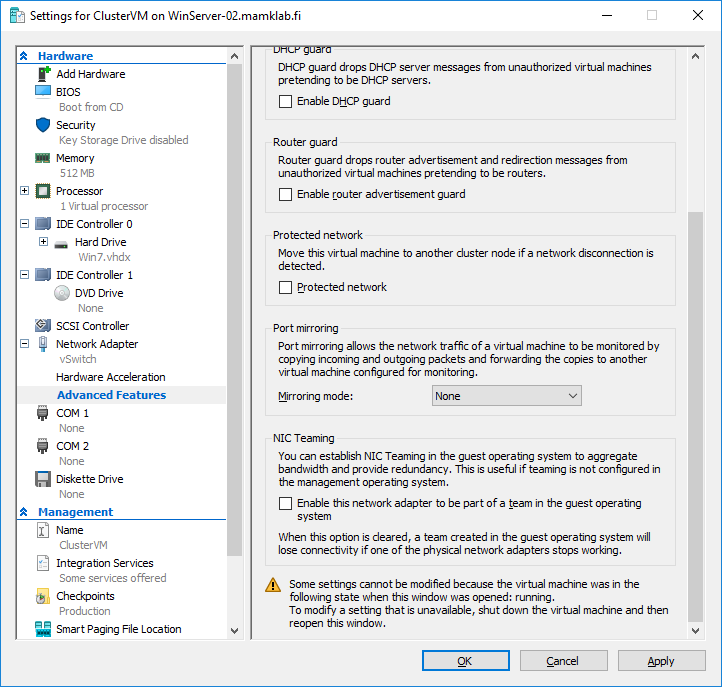 Settings for ClusterVM on WinServer-02.mamklab.fi
Hardware
Add Hardware
BIOS
Boot from CD
Security
Key Storage Drive disabled
Memory
512 MB
Processor
1 Virtual processor
IDE Controller 0
Hard Drive
Win7.vhdx
IDE Controller 1
DVD Drive
None
SCSI Controller
Network Adapter
vSwitch
Hardware Acceleration
Advanced Features
COM 1
None
COM 2
None
Diskette Drive
None
Management
Name
ClusterVM
Integration Services
Some services offered
Checkpoints
Production
Smart Paging File Location
DHCP guard
DHCP guard drops DHCP server messages from unauthorized virtual machines
pretending to be DHCP servers.
Enable DHCP guard
Router guard
Router guard drops router advertisement and redirection messages from
unauthorized virtual machines pretending to be routers.
Enable router advertisement guard
Protected network
Move this virtual machine to another cluster node if a network disconnection is
detected.
Protected network
Port mirroring
Port mirroring allows the network traffic of a virtual machine to be monitored by
copying incoming and outgoing packets and forwarding the copies to another
virtual machine configured for monitoring.
Mirroring mode:
None
NIC Teaming
You can establish NIC Teaming in the guest operating system to aggregate
bandwidth and provide redundancy. This is useful if teaming is not configured in
the management operating system.
Enable this network adapter to be part of a team in the guest operating
system
When this option is cleared, a team created in the guest operating system will
lose connectivity if one of the physical network adapters stops working.
Some settings cannot be modified because the virtual machine was in the
following state when this window was opened: running.
To modify a setting that is unavailable, shut down the virtual machine and then
reopen this window.
OK
Cancel
Apply